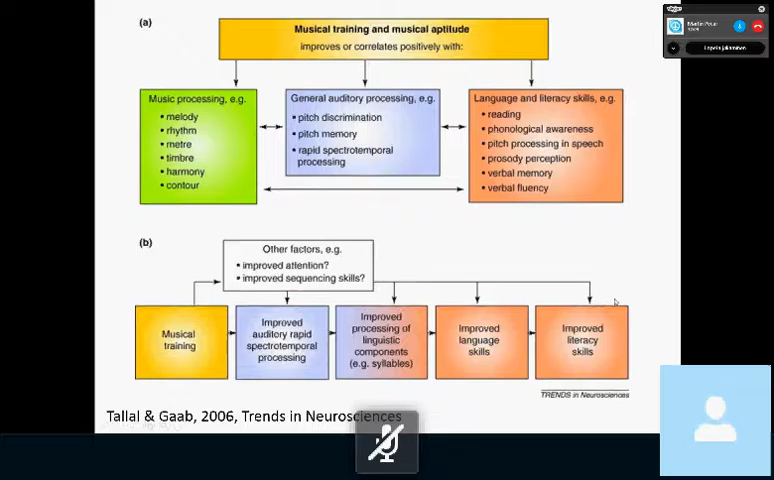 (a)
Musical training and musical aptitude
improves or correlates positively with:
Music processing, e.g.
• melody
• rhythm
• metre
• timbre
• harmony
• contour
General auditory processing, e.g.
• pitch discrimination
• pitch memory
• rapid spectrotemporal
processing
Language and literacy skills, e.g.
• reading
• phonological awareness
• pitch processing in speech
• prosody perception
• verbal memory
• verbal fluency
(b)
Other factors, e.g.
• improved attention?
• improved sequencing skills?
Musical
training
Improved
auditory rapid
spectrotemporal
processing
Improved
processing of
linguistic
components
(e.g. syllables)
Improved
language
skills
Improved
literacy
skills
TRENDS in Neurosciences
Tallal & Gaab, 2006, Trends in Neurosciences